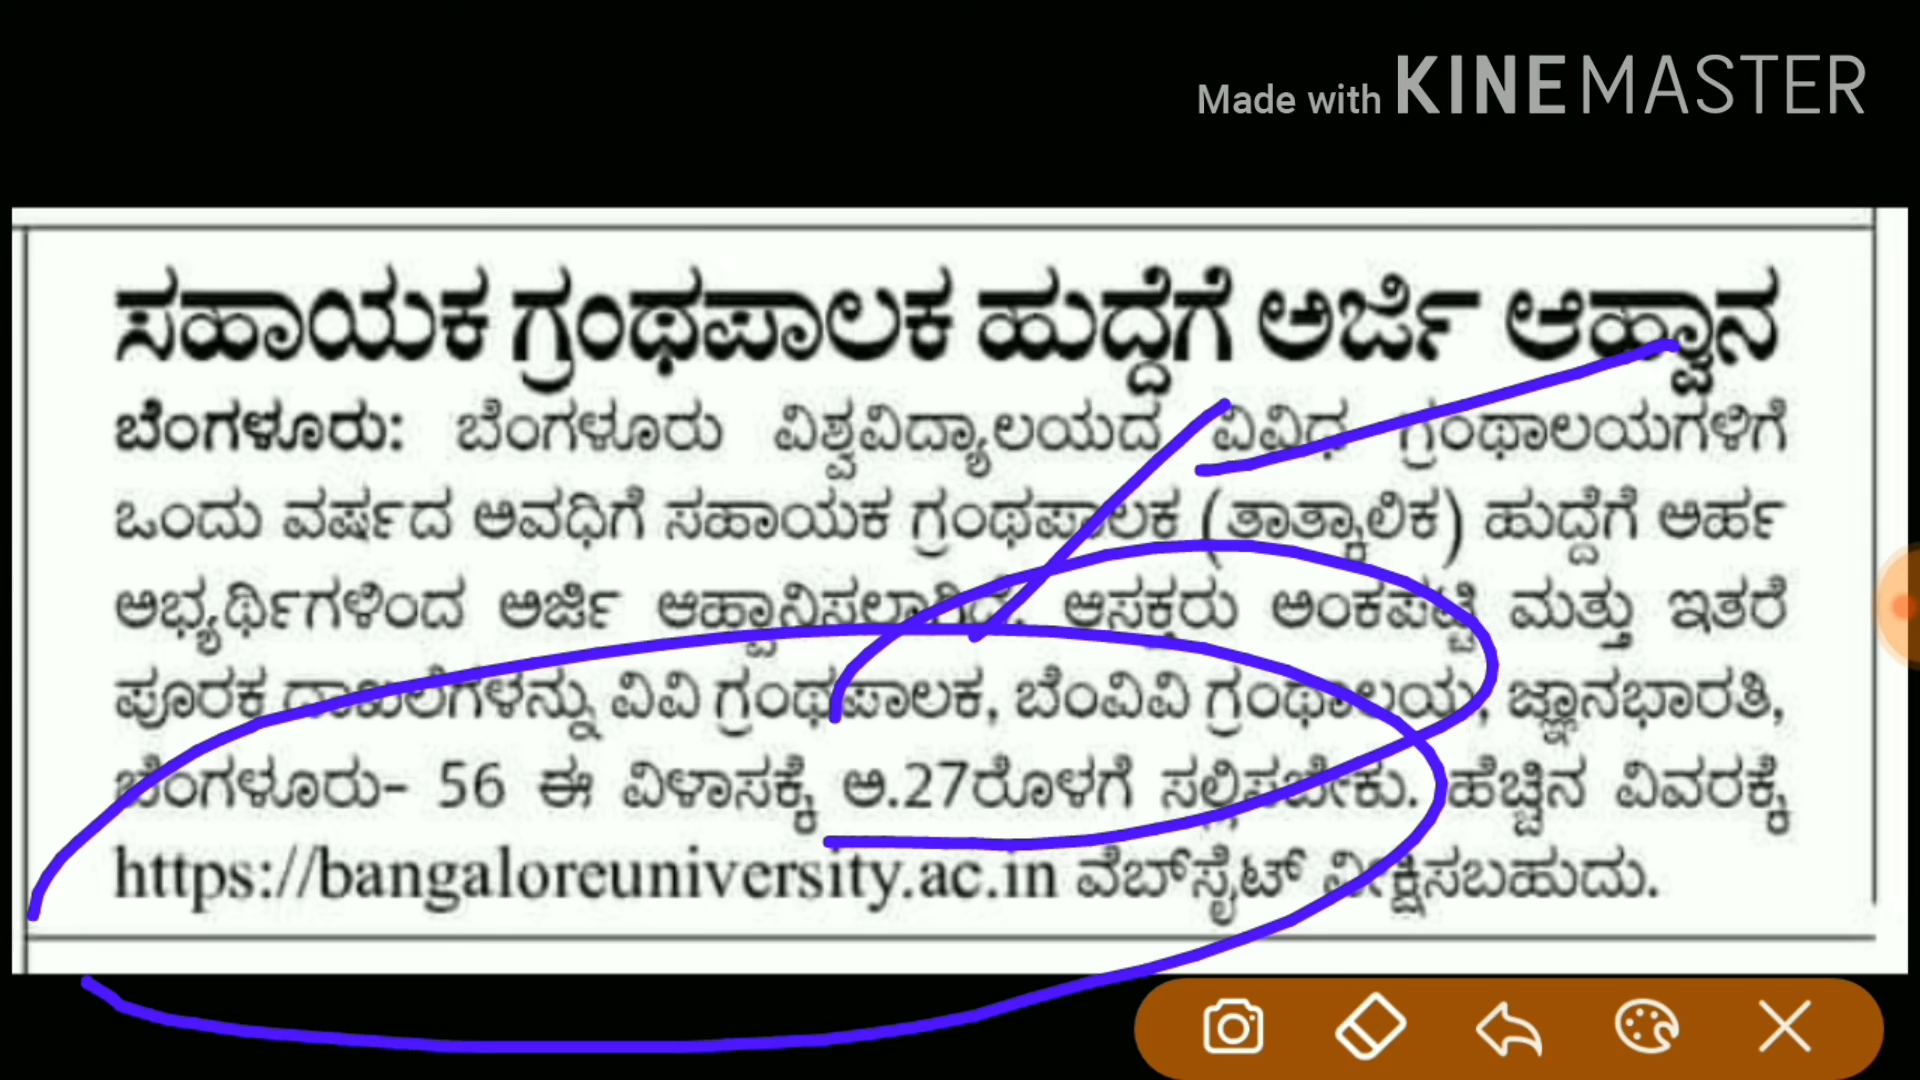 Made with KINEMASTER
ಸಹಾಯಕ ಗ್ರಂಥಪಾಲಕ ಹುದ್ದೆಗೆ ಅರ್ಜಿ ಆಹ್ವಾನ
ಬೆಂಗಳೂರು: ಬೆಂಗಳೂರು ವಿಶ್ವವಿದ್ಯಾಲಯದ ವಿವಿಧ ಗ್ರಂಥಾಲಯಗಳಿಗೆ
ಒಂದು ವರ್ಷದ ಅವಧಿಗೆ ಸಹಾಯಕ ಗ್ರಂಥಪಾಲಕ (ತಾತ್ಕಾಲಿಕ) ಹುದ್ದೆಗೆ ಅರ್ಹ
ಅಭ್ಯರ್ಥಿಗಳಿಂದ ಅರ್ಜಿ ಆಹ್ವಾನಿಸಲಾಗಿದೆ. ಆಸಕ್ತರು ಅಂಕಪಟ್ಟಿ ಮತ್ತು ಇತರೆ
ಪೂರಕ ದಾಖಲೆಗಳನ್ನು ವಿವಿ ಗ್ರಂಥಪಾಲಕ, ಬೆಂವಿವಿ ಗ್ರಂಥಾಲಯ, ಜ್ಞಾನಭಾರತಿ,
ಬೆಂಗಳೂರು- 56 ಈ ವಿಳಾಸಕ್ಕೆ ಅ.27ರೊಳಗೆ ಸಲ್ಲಿಸಬೇಕು. ಹೆಚ್ಚಿನ ವಿವರಕ್ಕೆ
https://bangaloreuniversity.ac.in ವೆಬ್‌ಸೈಟ್ ವೀಕ್ಷಿಸಬಹುದು.